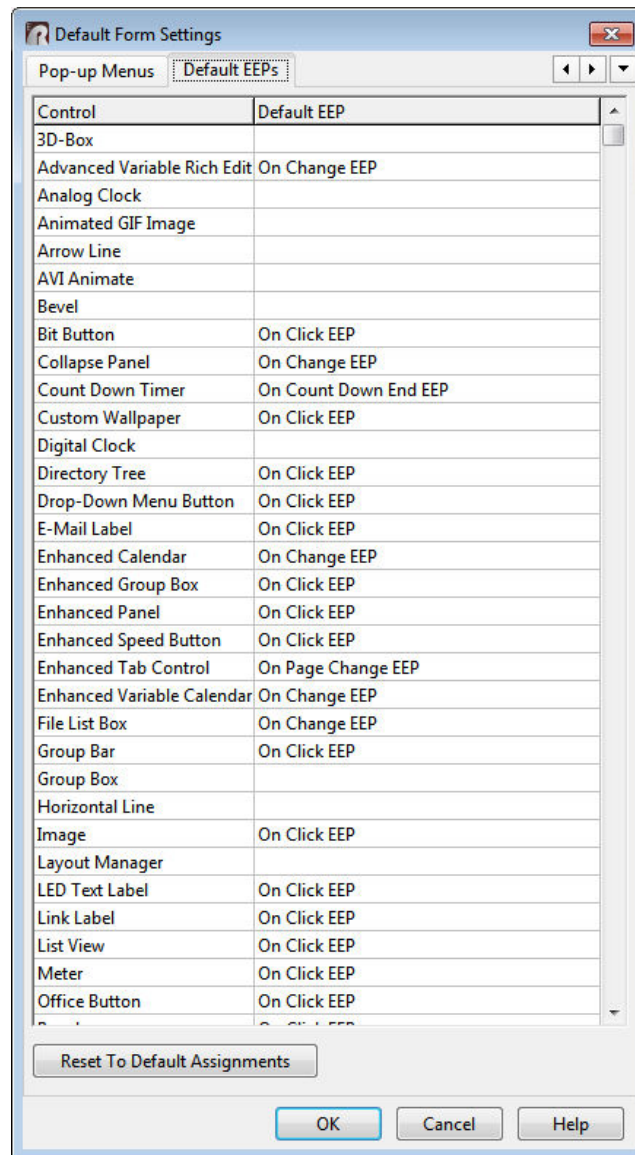 Default Form Settings
Pop-up Menus Default EEPs
Control Default EEP
3D-Box
Advanced Variable Rich Edit On Change EEP
Analog Clock
Animated GIF Image
Arrow Line
AVI Animate
Bevel
Bit Button On Click EEP
Collapse Panel On Change EEP
Count Down Timer On Count Down End EEP
Custom Wallpaper On Click EEP
Digital Clock
Directory Tree On Click EEP
Drop-Down Menu Button On Click EEP
E-Mail Label On Click EEP
Enhanced Calendar On Change EEP
Enhanced Group Box On Click EEP
Enhanced Panel On Click EEP
Enhanced Speed Button On Click EEP
Enhanced Tab Control On Page Change EEP
Enhanced Variable Calendar On Change EEP
File List Box On Change EEP
Group Bar On Click EEP
Group Box
Horizontal Line
Image On Click EEP
Layout Manager
LED Text Label On Click EEP
Link Label On Click EEP
List View On Click EEP
Meter On Click EEP
Office Button On Click EEP
On Click EEP
Reset To Default Assignments
OK Cancel Help